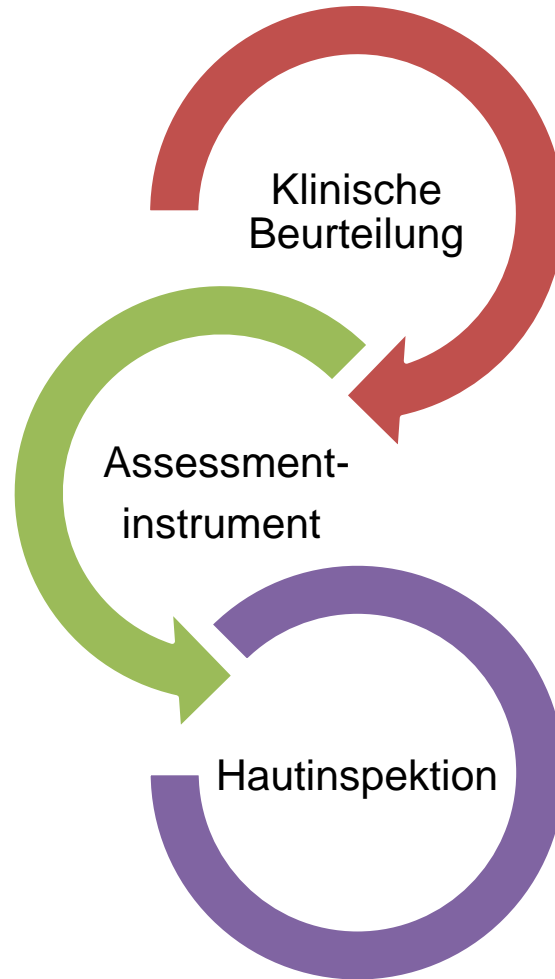 Klinische
Beurteilung
Assessment-
instrument
Hautinspektion